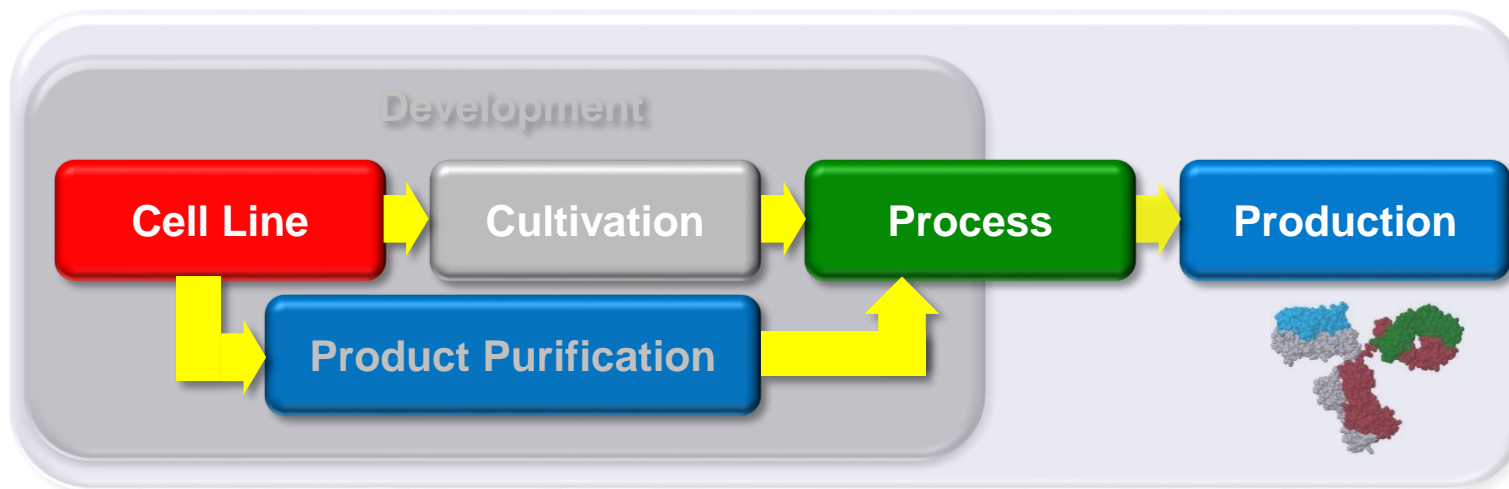 Development
Cell Line
Cultivation
Process
Production
Product Purification